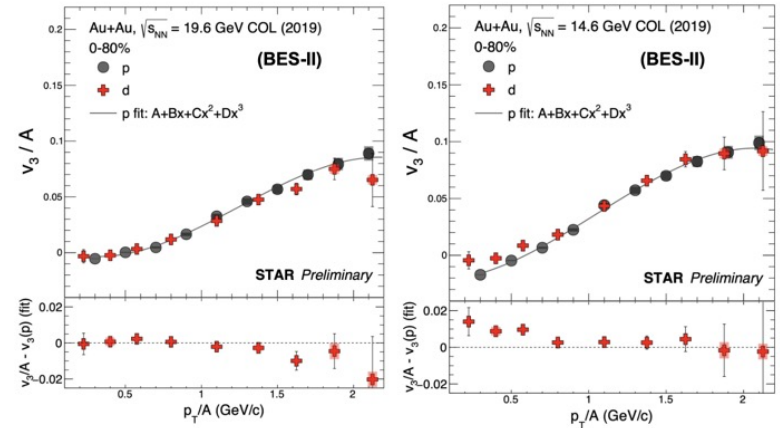 Au+Au, √s_NN = 19.6 GeV COL (2019)
0-80%
(BES-II)
p
d
p fit: A+Bx+Cx²+Dx³
v₃ / A
0.2
0.15
0.1
0.05
0
STAR Preliminary
v₃/A - v₃(p) (fit)
0.02
0
−0.02
0.5
1
1.5
2
p_T/A (GeV/c)
Au+Au, √s_NN = 14.6 GeV COL (2019)
0-80%
(BES-II)
p
d
p fit: A+Bx+Cx²+Dx³
v₃ / A
0.2
0.15
0.1
0.05
0
STAR Preliminary
v₃/A - v₃(p) (fit)
0.02
0
−0.02
0.5
1
1.5
2
p_T/A (GeV/c)